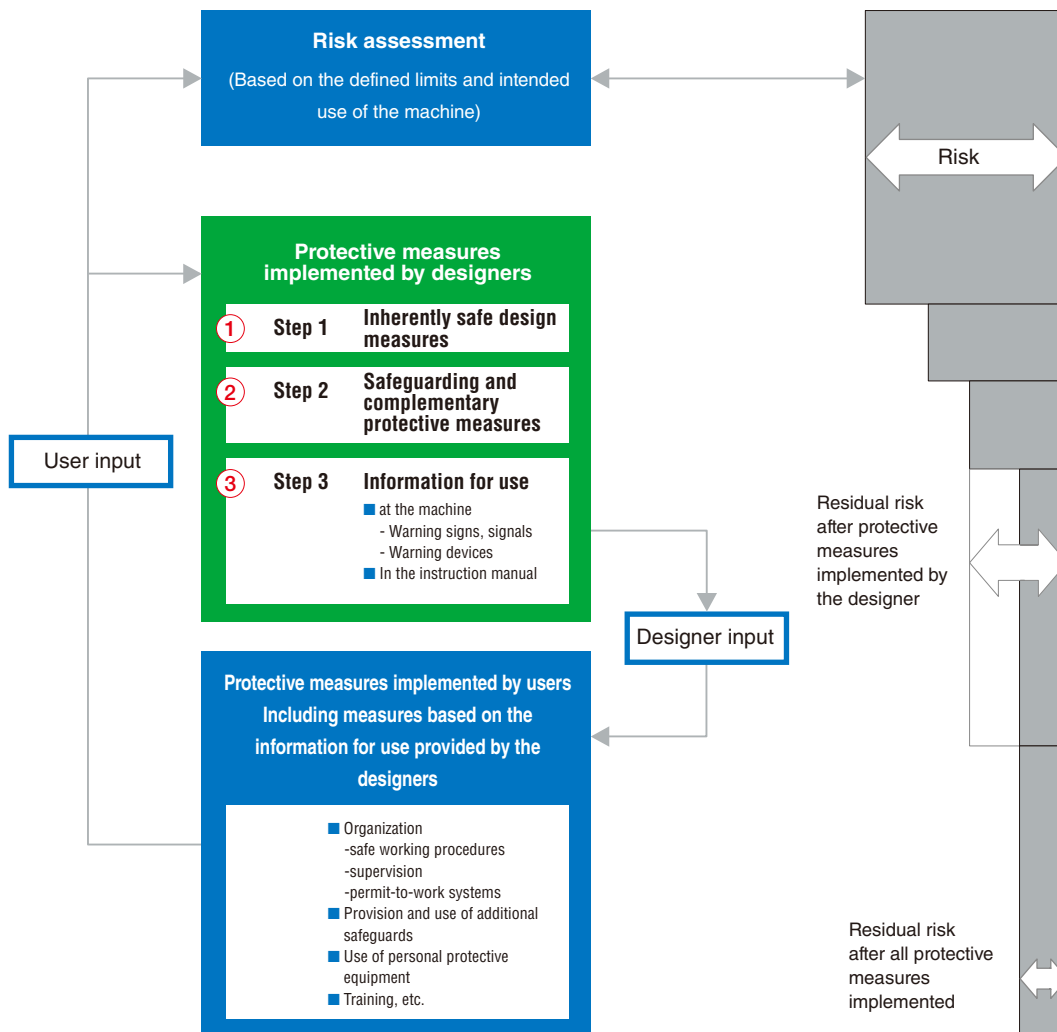 Risk assessment
(Based on the defined limits and intended
use of the machine)
Risk
Protective measures
implemented by designers
1 Step 1 Inherently safe design
measures
2 Step 2 Safeguarding and
complementary
protective measures
3 Step 3 Information for use
■ at the machine
- Warning signs, signals
- Warning devices
■ In the instruction manual
User input
Residual risk
after protective
measures
implemented by
the designer
Designer input
Protective measures implemented by users
Including measures based on the
information for use provided by the
designers
■ Organization
-safe working procedures
-supervision
-permit-to-work systems
■ Provision and use of additional
safeguards
■ Use of personal protective
equipment
■ Training, etc.
Residual risk
after all protective
measures
implemented